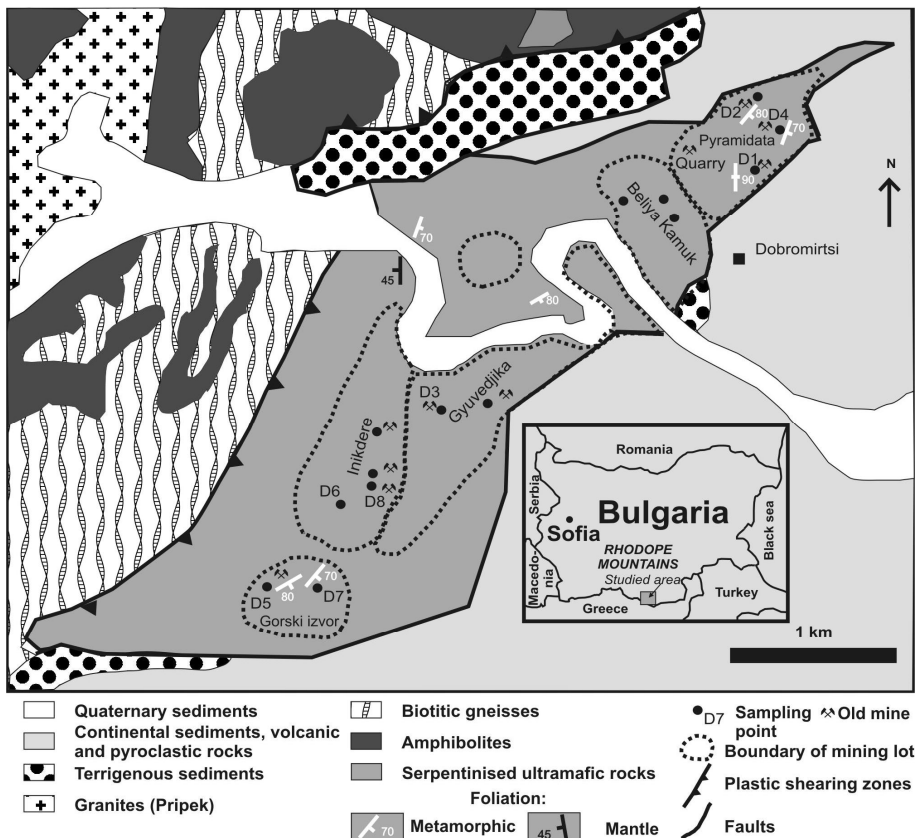 D2
80
D4
70
Pyramidata
Quarry
D1
90
N
Beliya Kamuk
Dobromirtsi
70
45
80
D3
Gyuvedjika
Inikdere
D6
D8
D5
80
70
D7
Gorski izvor
Romania
Serbia
Bulgaria
Sofia
Black sea
RHODOPE
MOUNTAINS
Studied area
Macedo-
nia
Greece
Turkey
1 km
Quaternary sediments
Continental sediments, volcanic
and pyroclastic rocks
Terrigenous sediments
Granites (Pripek)
Biotitic gneisses
Amphibolites
Serpentinised ultramafic rocks
Foliation:
70 Metamorphic
45 Mantle
D7 Sampling
point
Old mine
Boundary of mining lot
Plastic shearing zones
Faults